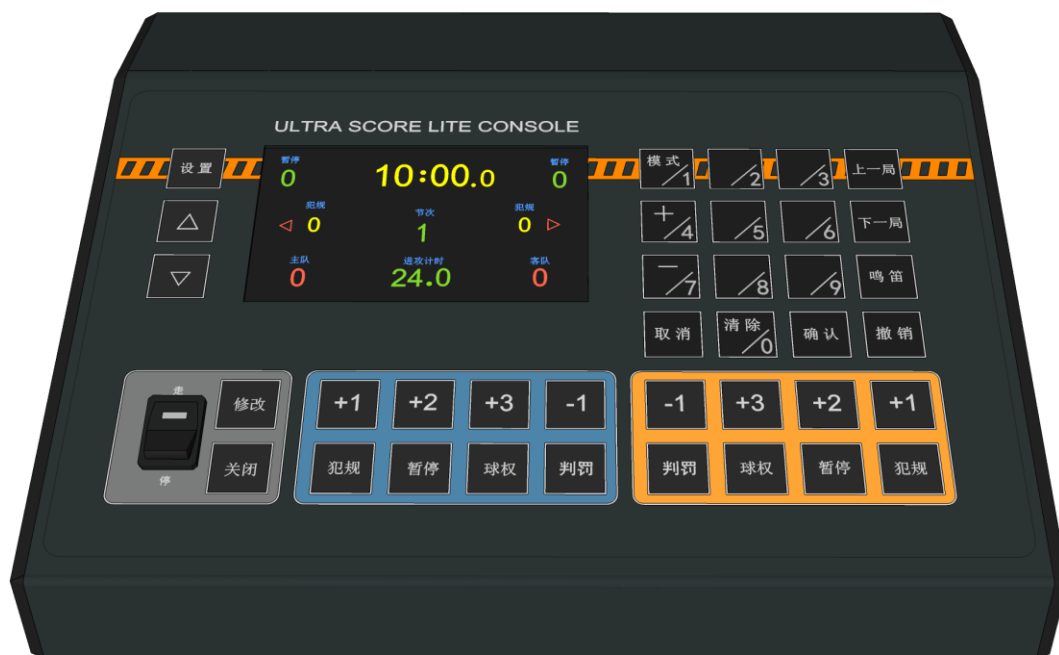 ULTRA SCORE LITE CONSOLE
设置
暂停 暂停
0 10:00.0 0
犯规 节次 犯规
0 1 0
主队 进攻计时 客队
0 24.0 0
模式/1 /2 /3 上一局
+/4 /5 /6 下一局
—/7 /8 /9 鸣笛
取消 清除/0 确认 撤销
走
停
修改
关闭
+1 +2 +3 -1
犯规 暂停 球权 判罚
-1 +3 +2 +1
判罚 球权 暂停 犯规